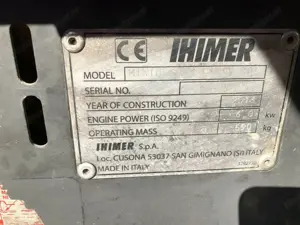 CE IHIMER
MODEL
SERIAL NO.
YEAR OF CONSTRUCTION
ENGINE POWER (ISO 9249) kw
OPERATING MASS kg
IHIMER S.p.A.
Loc. CUSONA 53037 SAN GIMIGNANO (SI) ITALY
MADE IN ITALY